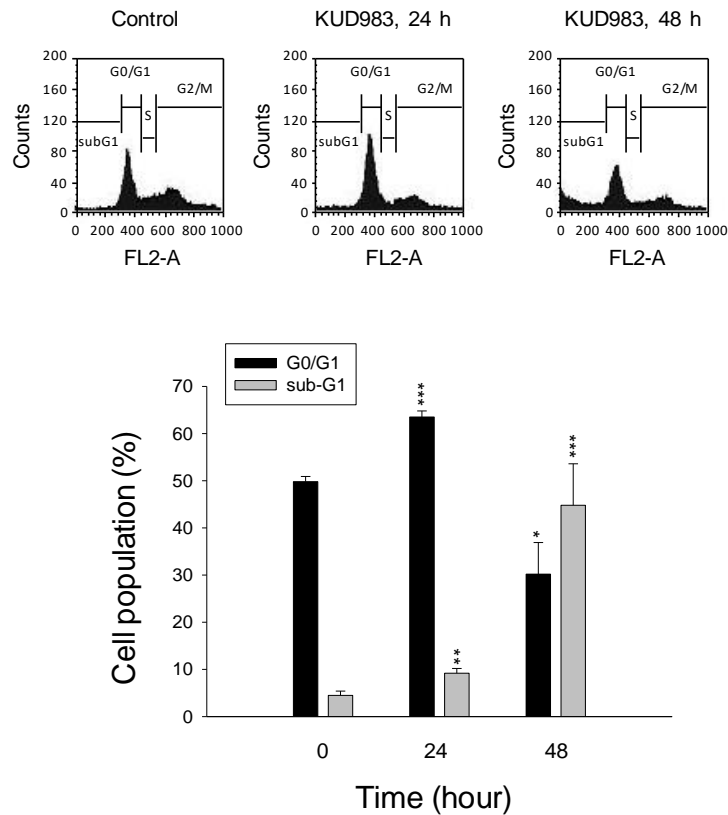 Control
KUD983, 24 h
KUD983, 48 h
200
160
120
80
40
0
Counts
G0/G1
G2/M
S
subG1
0 200 400 600 800 1000
FL2-A
200
160
120
80
40
0
Counts
G0/G1
G2/M
S
subG1
0 200 400 600 800 1000
FL2-A
200
160
120
80
40
0
Counts
G0/G1
G2/M
S
subG1
0 200 400 600 800 1000
FL2-A
G0/G1
sub-G1
70
60
50
40
30
20
10
0
Cell population (%)
***
**
*
***
0 24 48
Time (hour)